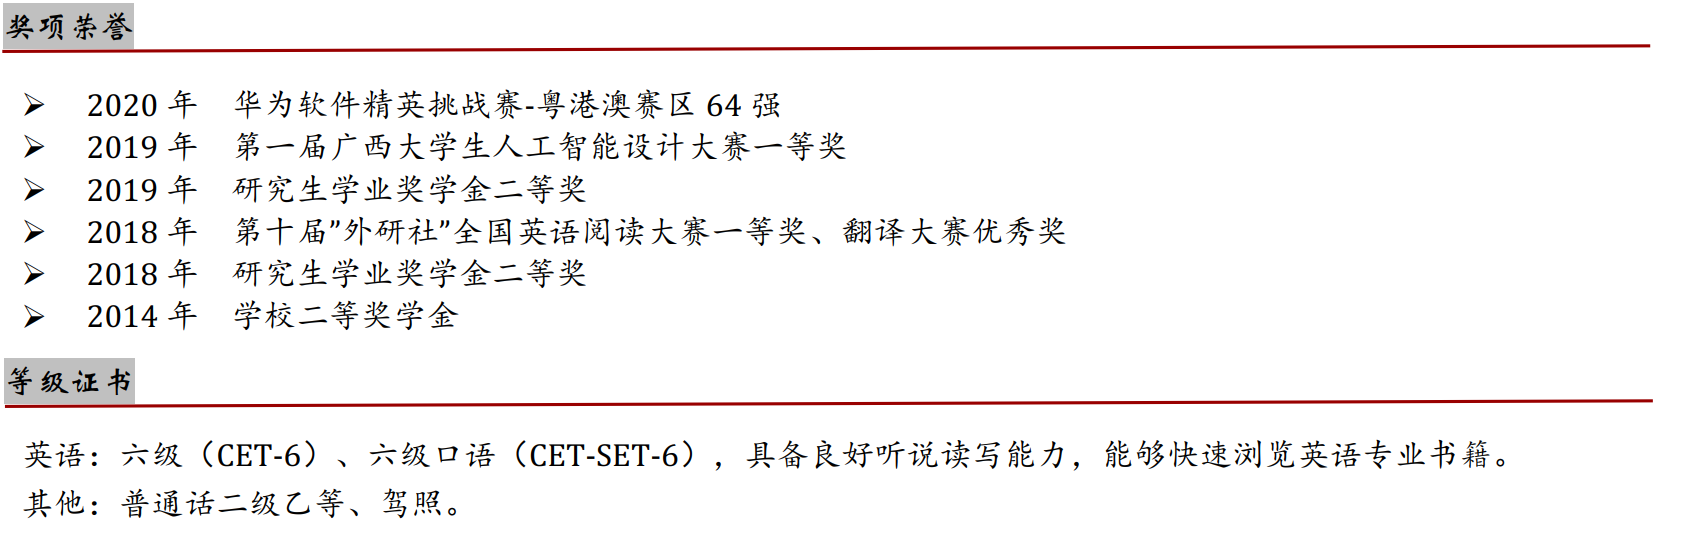 奖项荣誉
➢ 2020 年 华为软件精英挑战赛-粤港澳赛区 64 强
➢ 2019 年 第一届广西大学生人工智能设计大赛一等奖
➢ 2019 年 研究生学业奖学金二等奖
➢ 2018 年 第十届”外研社”全国英语阅读大赛一等奖、翻译大赛优秀奖
➢ 2018 年 研究生学业奖学金二等奖
➢ 2014 年 学校二等奖学金
等级证书
英语：六级（CET-6）、六级口语（CET-SET-6），具备良好听说读写能力，能够快速浏览英语专业书籍。
其他：普通话二级乙等、驾照。